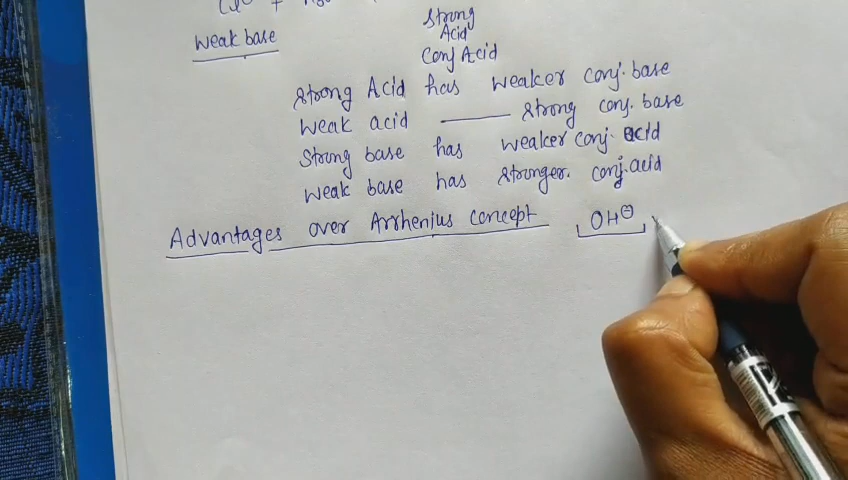 Weak base
Strong
Acid
Conj Acid
Strong Acid has weaker conj. base
Weak acid —— strong conj. base
Strong base has weaker conj. acid
Weak base has stronger. conj. acid
Advantages over Arrhenius concept OH⊖